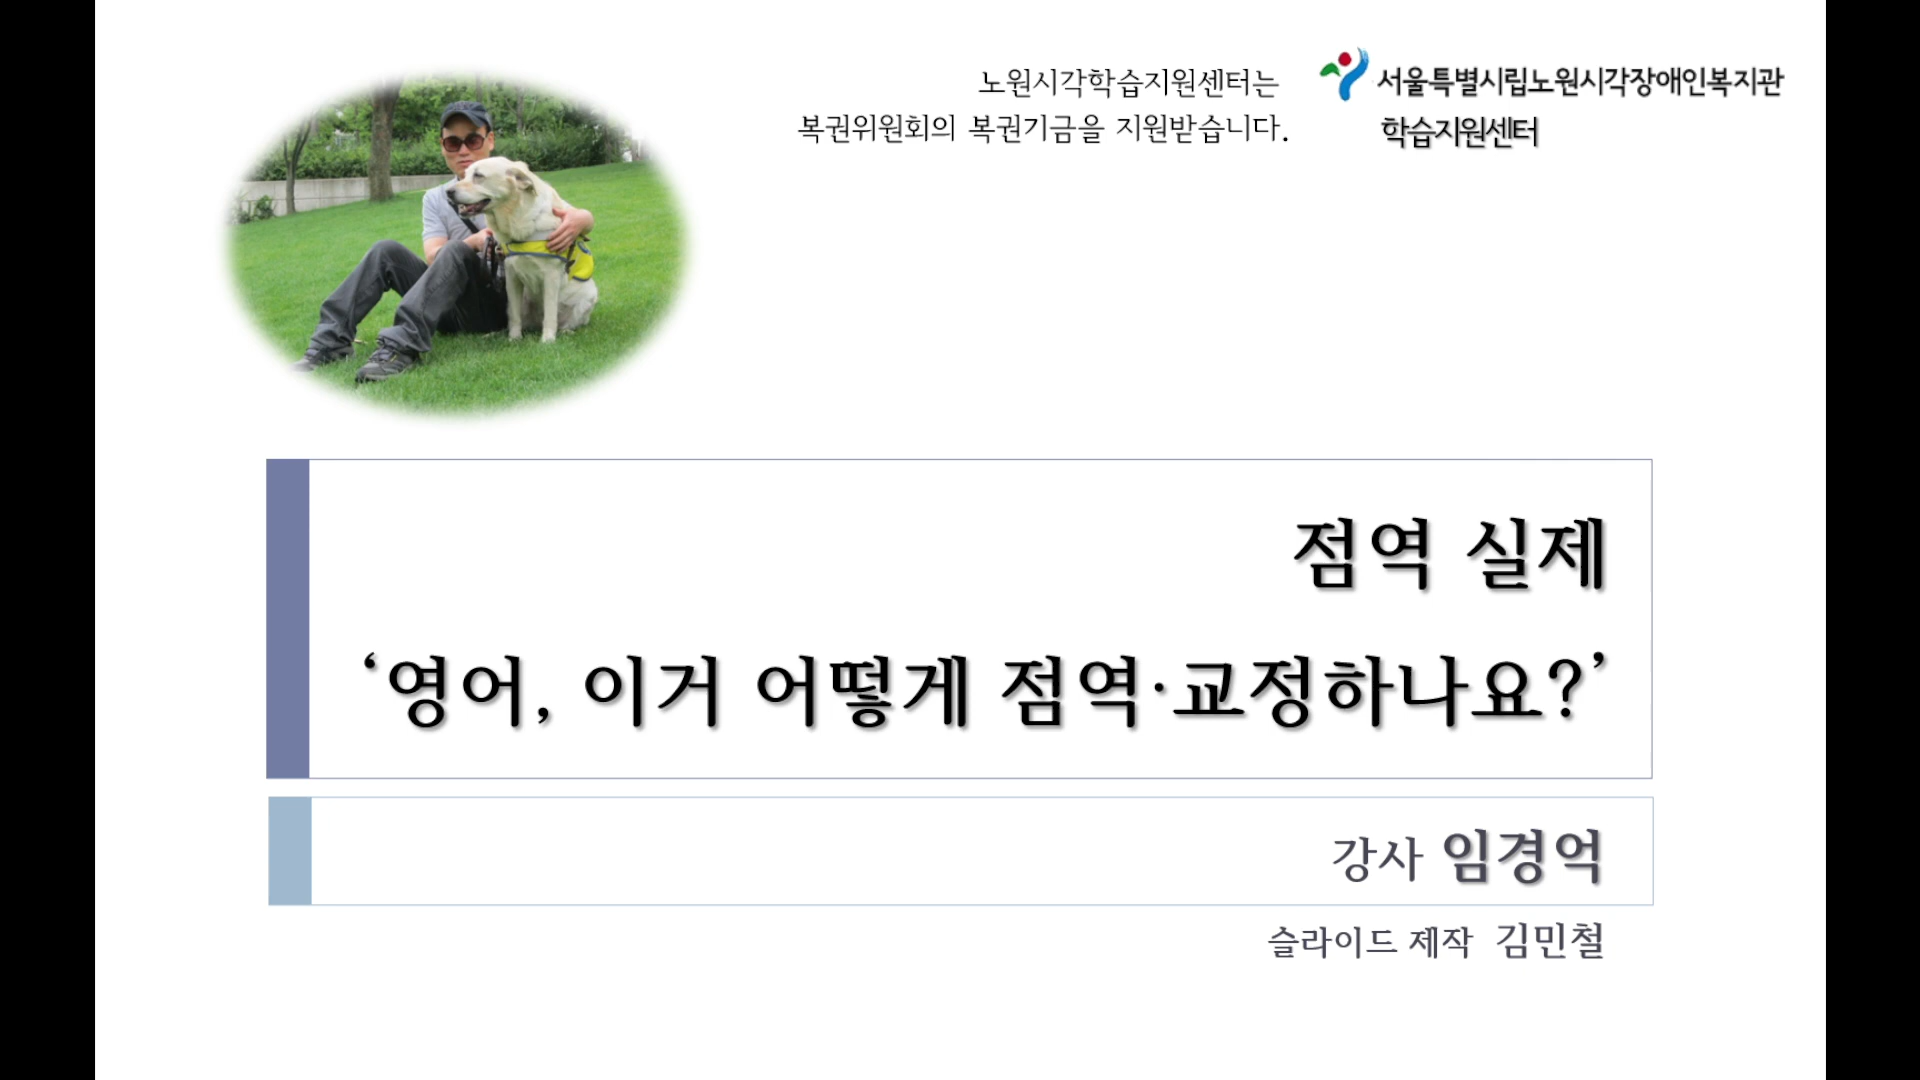 노원시각학습지원센터는
복권위원회의 복권기금을 지원받습니다.
서울특별시립노원시각장애인복지관
학습지원센터
점역 실제
‘영어, 이거 어떻게 점역·교정하나요?’
강사 임경억
슬라이드 제작 김민철